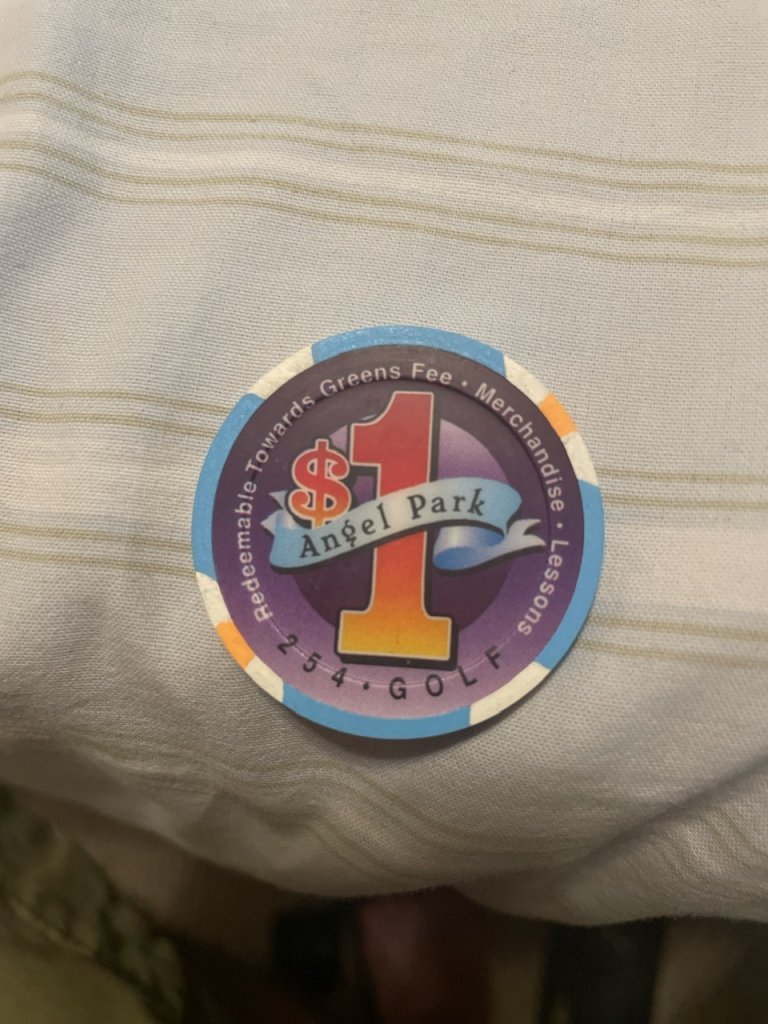 Redeemable Towards Greens Fee • Merchandise • Lessons
$1
Angel Park
254 • GOLF